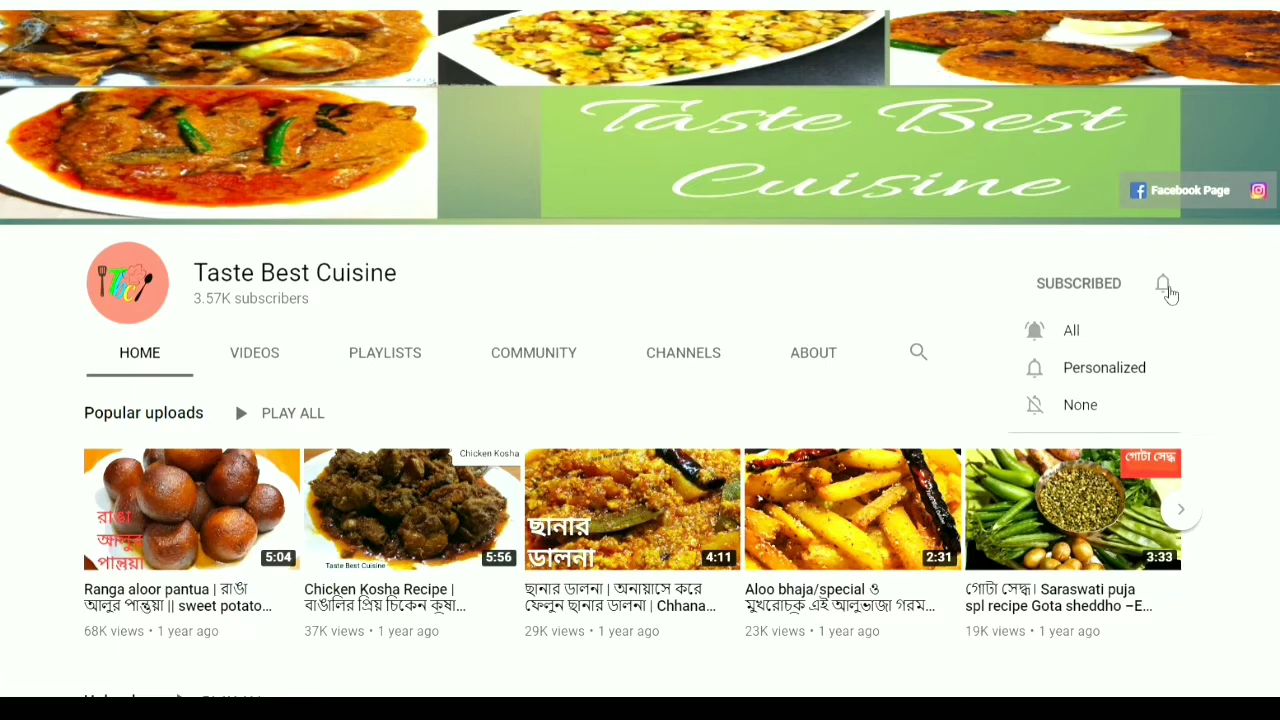 Taste Best
Cuisine
Facebook Page
Tbc
Taste Best Cuisine
3.57K subscribers
SUBSCRIBED
HOME
VIDEOS
PLAYLISTS
COMMUNITY
CHANNELS
ABOUT
All
Personalized
None
Popular uploads
PLAY ALL
রাঙা
আলুর
পান্তুয়া
5:04
Chicken Kosha
Taste Best Cuisine
5:56
ছানার
ডালনা
4:11
2:31
গোটা সেদ্ধ
3:33
Ranga aloor pantua | রাঙা
আলুর পান্তুয়া || sweet potato...
68K views • 1 year ago
Chicken Kosha Recipe |
বাঙালির প্রিয় চিকেন কষা...
37K views • 1 year ago
ছানার ডালনা | অনায়াসে করে
ফেলুন ছানার ডালনা | Chhana...
29K views • 1 year ago
Aloo bhaja/special ও
মুখরোচক এই আলুভাজা গরম...
23K views • 1 year ago
গোটা সেদ্ধ | Saraswati puja
spl recipe Gota sheddho –E...
19K views • 1 year ago